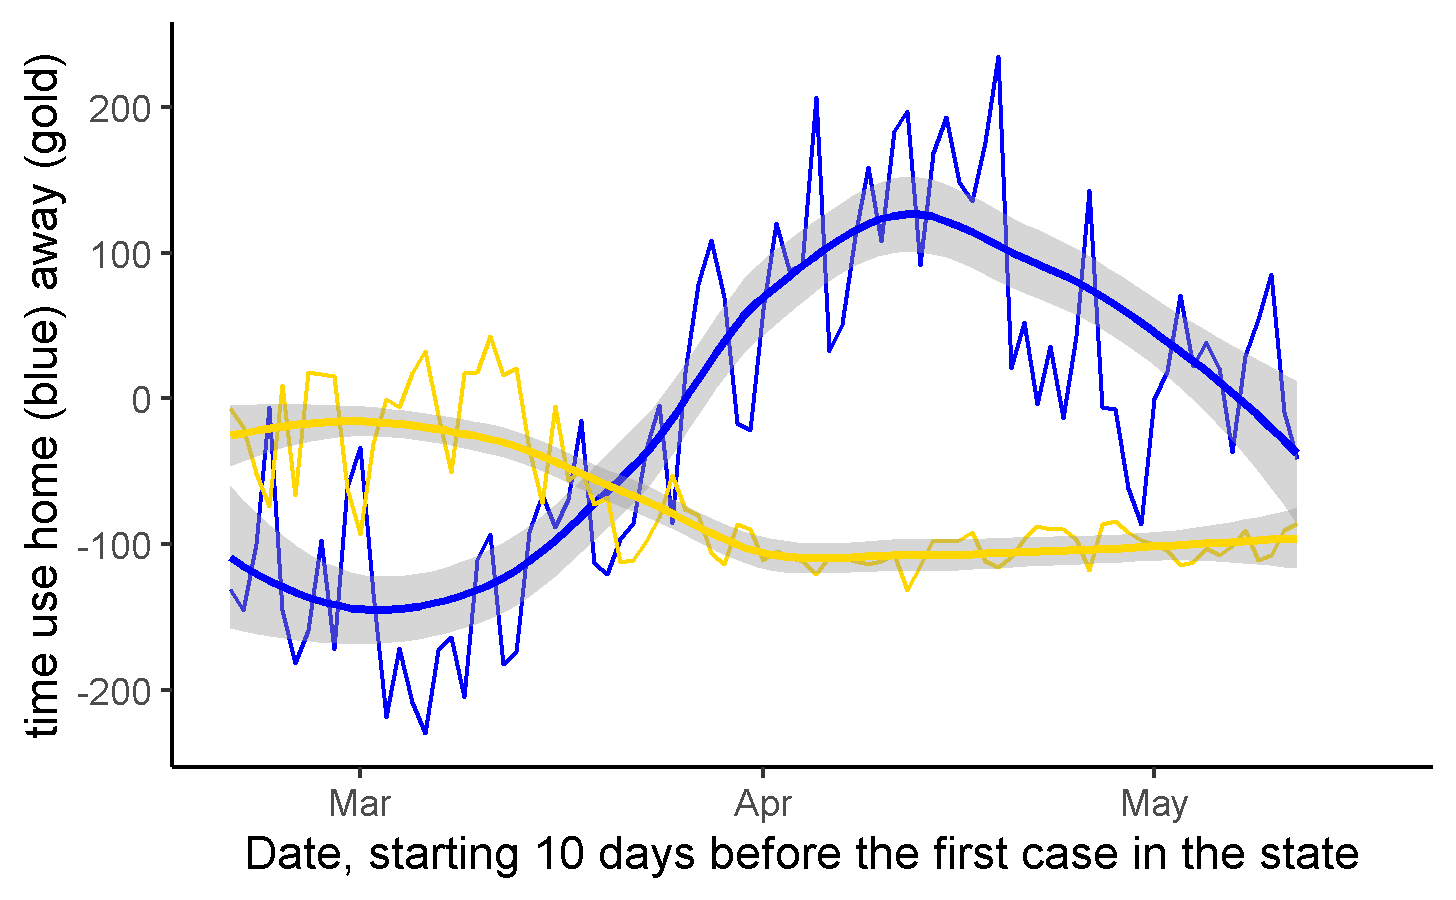 time use home (blue) away (gold)
200
100
0
-100
-200
Mar Apr May
Date, starting 10 days before the first case in the state